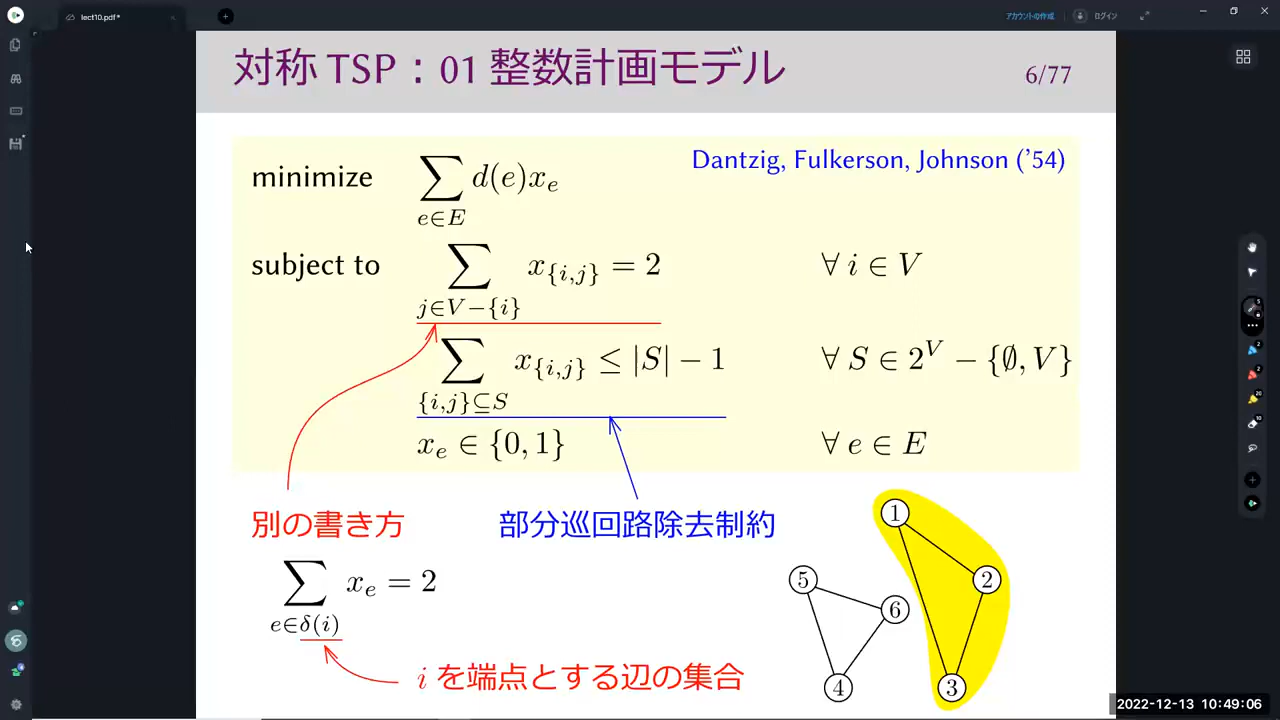 lect10.pdf*
アカウントの作成
ログイン
対称 TSP：01 整数計画モデル
6/77
Dantzig, Fulkerson, Johnson (’54)
minimize ∑_{e∈E} d(e)x_e
subject to ∑_{j∈V−{i}} x_{{i,j}} = 2 ∀ i ∈ V
∑_{{i,j}⊆S} x_{{i,j}} ≤ |S| − 1 ∀ S ∈ 2^V − {∅, V}
x_e ∈ {0, 1} ∀ e ∈ E
別の書き方
部分巡回路除去制約
∑_{e∈δ(i)} x_e = 2
i を端点とする辺の集合
1
2
3
4
5
6
2022-12-13 10:49:06